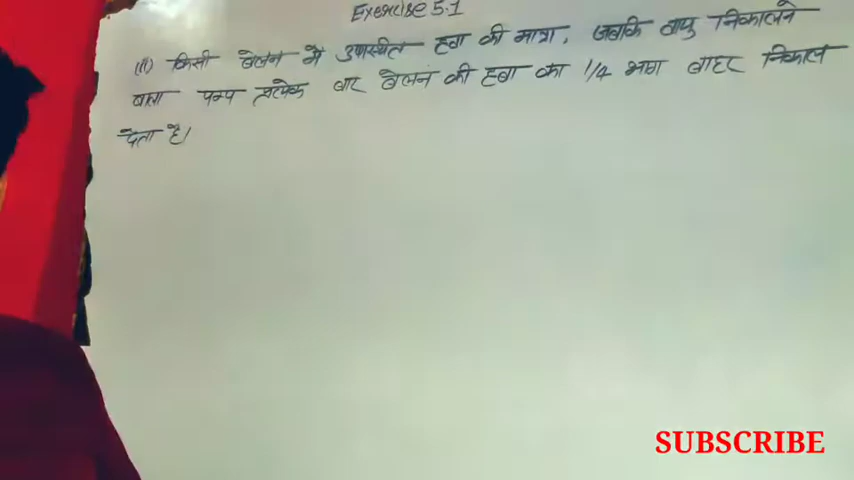 Exercise 5.1
(ii) किसी बेलन में उपस्थित हवा की मात्रा, जबकि वायु निकालने
वाला पम्प प्रत्येक बार बेलन की हवा का 1/4 भाग बाहर निकाल
देता है।
SUBSCRIBE